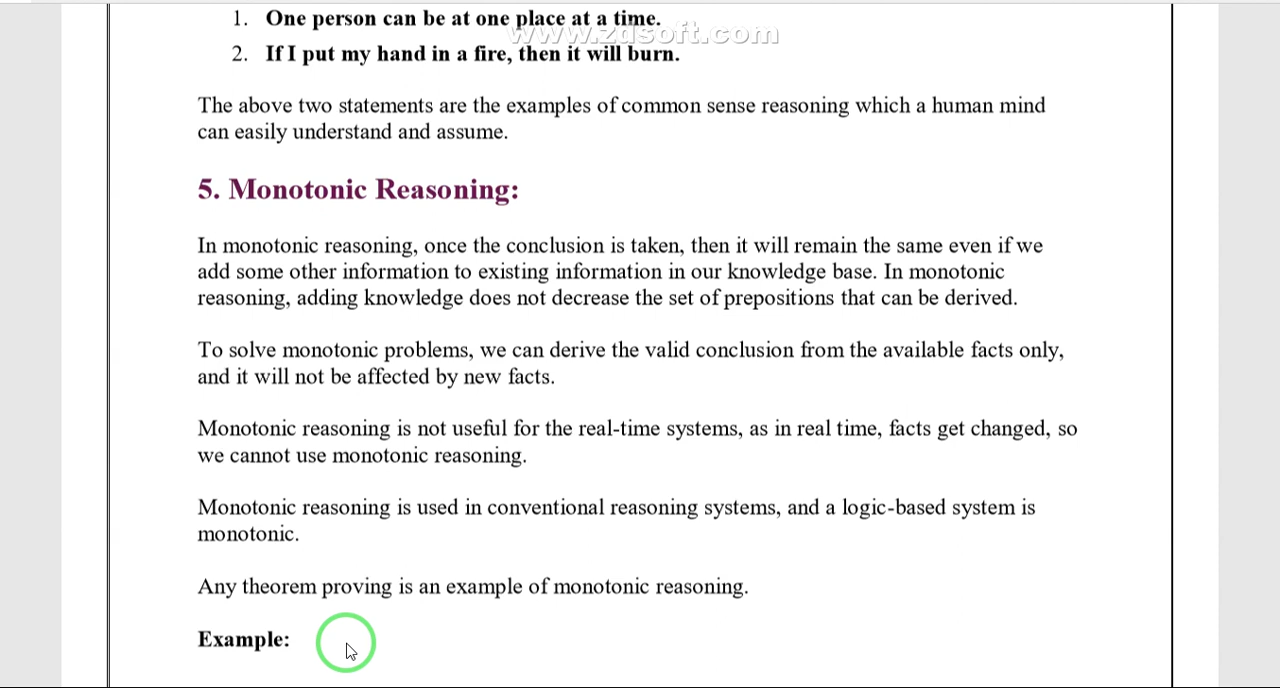 1. One person can be at one place at a time.
www.zdsoft.com
2. If I put my hand in a fire, then it will burn.
The above two statements are the examples of common sense reasoning which a human mind
can easily understand and assume.
5. Monotonic Reasoning:
In monotonic reasoning, once the conclusion is taken, then it will remain the same even if we
add some other information to existing information in our knowledge base. In monotonic
reasoning, adding knowledge does not decrease the set of prepositions that can be derived.
To solve monotonic problems, we can derive the valid conclusion from the available facts only,
and it will not be affected by new facts.
Monotonic reasoning is not useful for the real-time systems, as in real time, facts get changed, so
we cannot use monotonic reasoning.
Monotonic reasoning is used in conventional reasoning systems, and a logic-based system is
monotonic.
Any theorem proving is an example of monotonic reasoning.
Example: